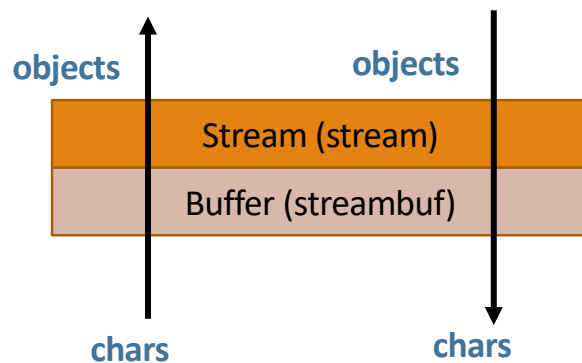 objects
objects
Stream (stream)
Buffer (streambuf)
chars
chars